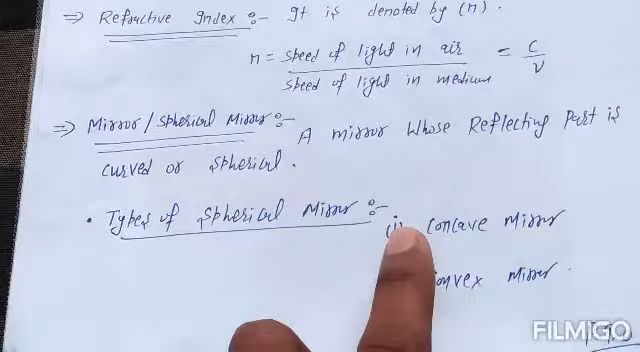 ⇒ Refractive Index :- It is denoted by (n).
n = speed of light in air / speed of light in medium = C / V
⇒ Mirror / Spherical Mirror :- A mirror whose Reflecting Part is
curved or spherical.
• Types of Spherical Mirror :- (i) Concave Mirror
onvex Mirror.
FILMiGO